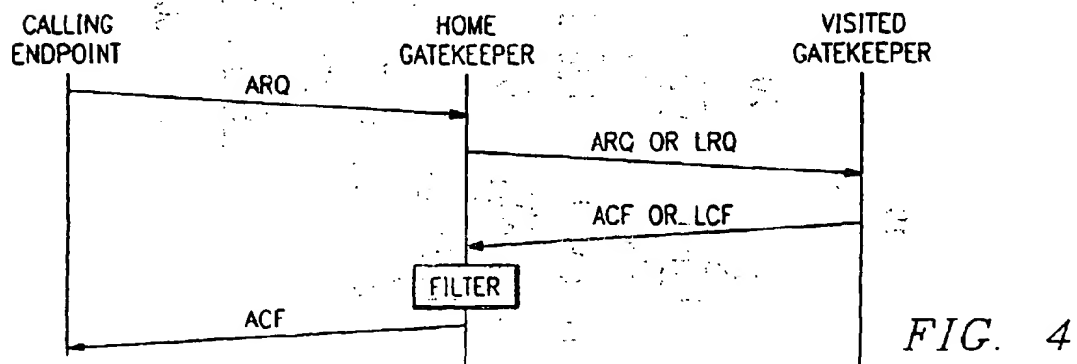 CALLING
ENDPOINT
HOME
GATEKEEPER
VISITED
GATEKEEPER
ARQ
ARQ OR LRQ
ACF OR LCF
FILTER
ACF
FIG. 4